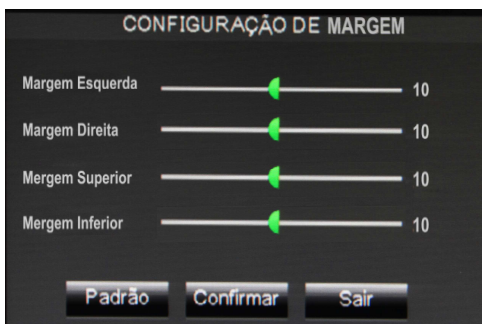 CONFIGURAÇÃO DE MARGEM
Margem Esquerda 10
Margem Direita 10
Mergem Superior 10
Mergem Inferior 10
Padrão Confirmar Sair